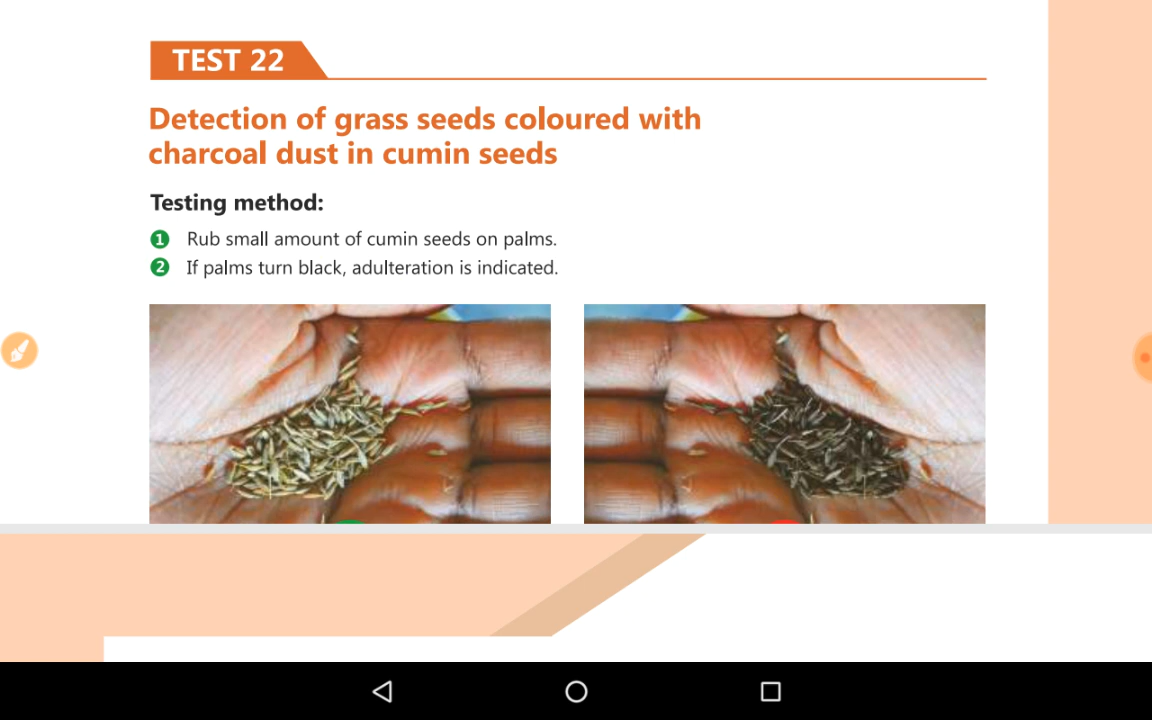 TEST 22
Detection of grass seeds coloured with
charcoal dust in cumin seeds
Testing method:
1 Rub small amount of cumin seeds on palms.
2 If palms turn black, adulteration is indicated.